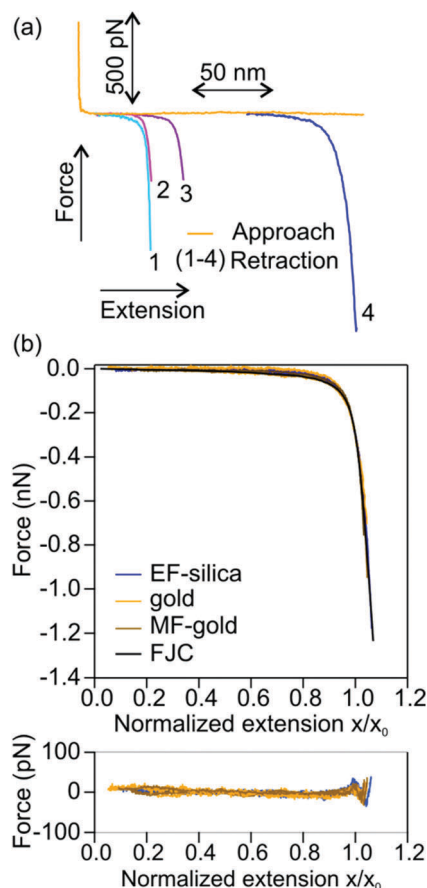 (a)
500 pN
50 nm
Force
1
2
3
4
Approach
(1-4) Retraction
Extension
(b)
0.0
-0.2
-0.4
-0.6
-0.8
-1.0
-1.2
-1.4
Force (nN)
EF-silica
gold
MF-gold
FJC
0.0 0.2 0.4 0.6 0.8 1.0 1.2
Normalized extension x/x₀
100
0
-100
Force (pN)
0.0 0.2 0.4 0.6 0.8 1.0 1.2
Normalized extension x/x₀